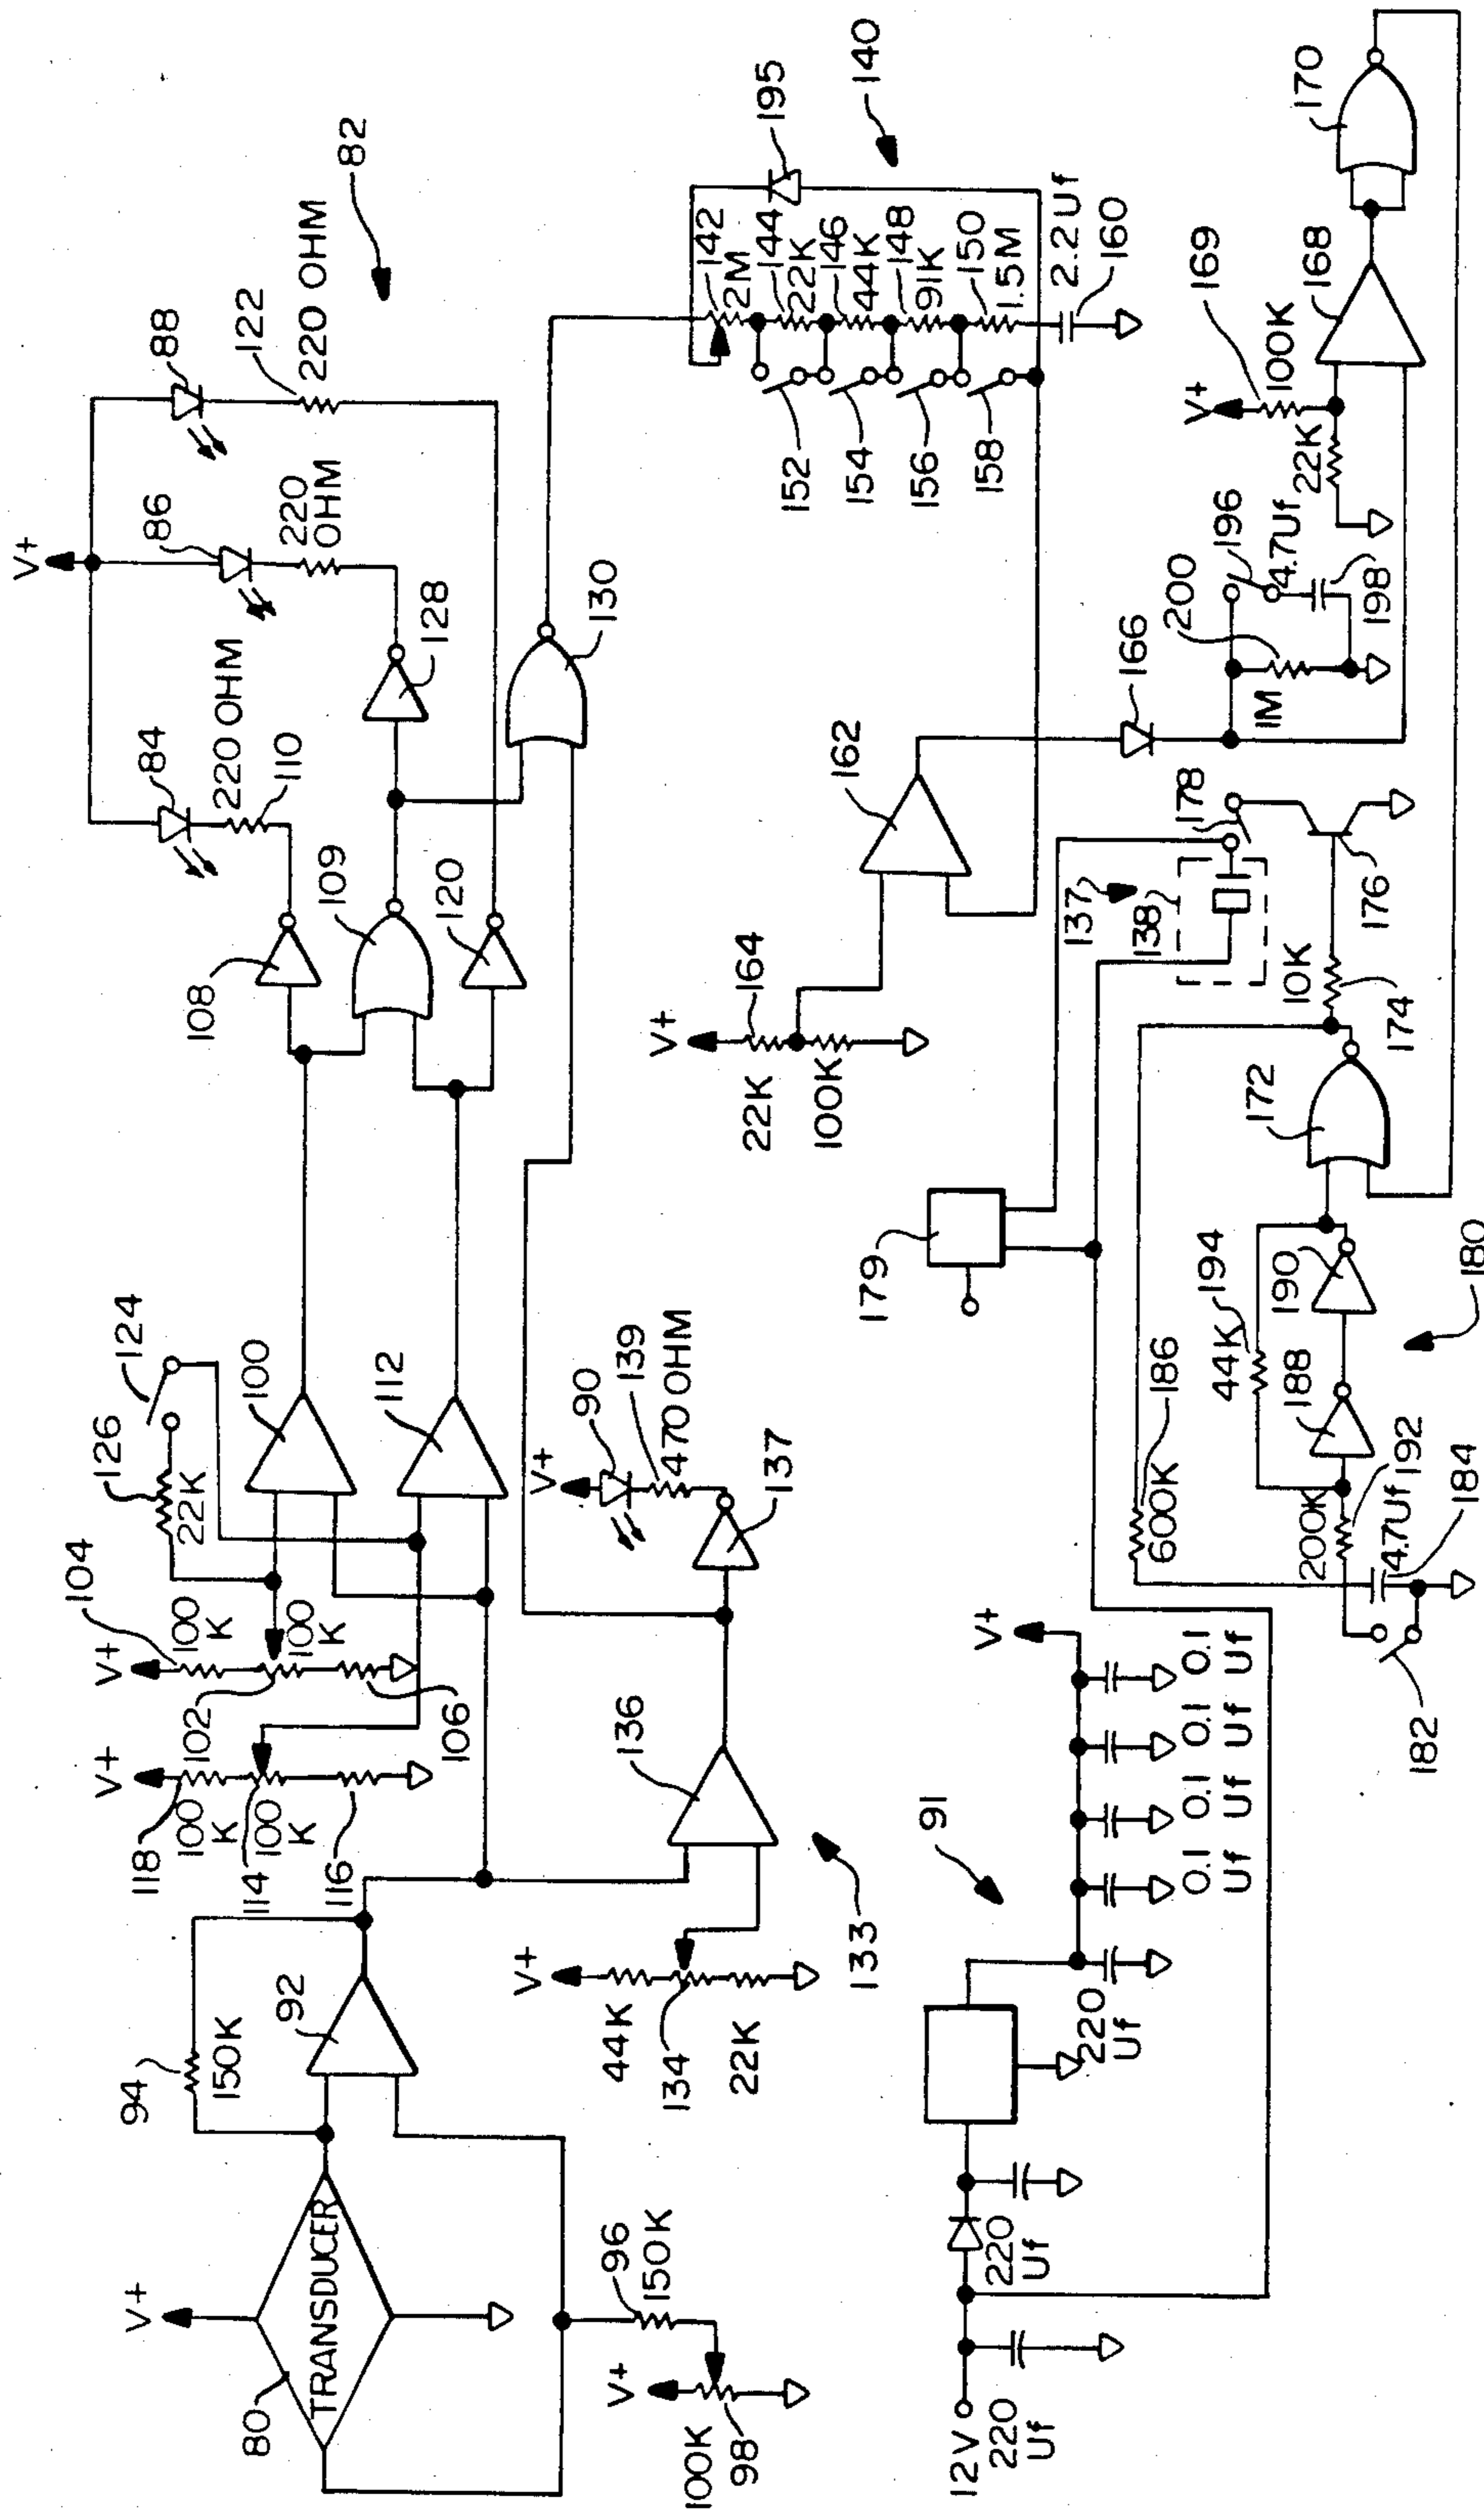 V+
80
TRANSDUCER
94
150K
92
V+
96
150K
100K
98
V+
118
100
K
114
100
K
116
V+
104
102
100
K
100
K
106
126
22K
124
100
112
V+
44K
134
22K
133
136
137
V+
90
139
470 OHM
108
109
120
84
220 OHM
110
V+
86
220
OHM
88
122
220 OHM
82
128
130
V+
22K
164
100K
162
152
154
156
158
142
2M
144
22K
146
44K
148
91K
150
1.5M
2.2 Uf
160
195
140
12V
220
Uf
220
Uf
220
Uf
91
0.1
Uf
0.1
Uf
0.1
Uf
0.1
Uf
V+
179
137
138
178
166
200
1M
196
4.7Uf
198
V+
169
100K
22K
168
170
182
184
4.7Uf
200K
192
600K
186
188
44K
194
190
180
172
10K
174
176